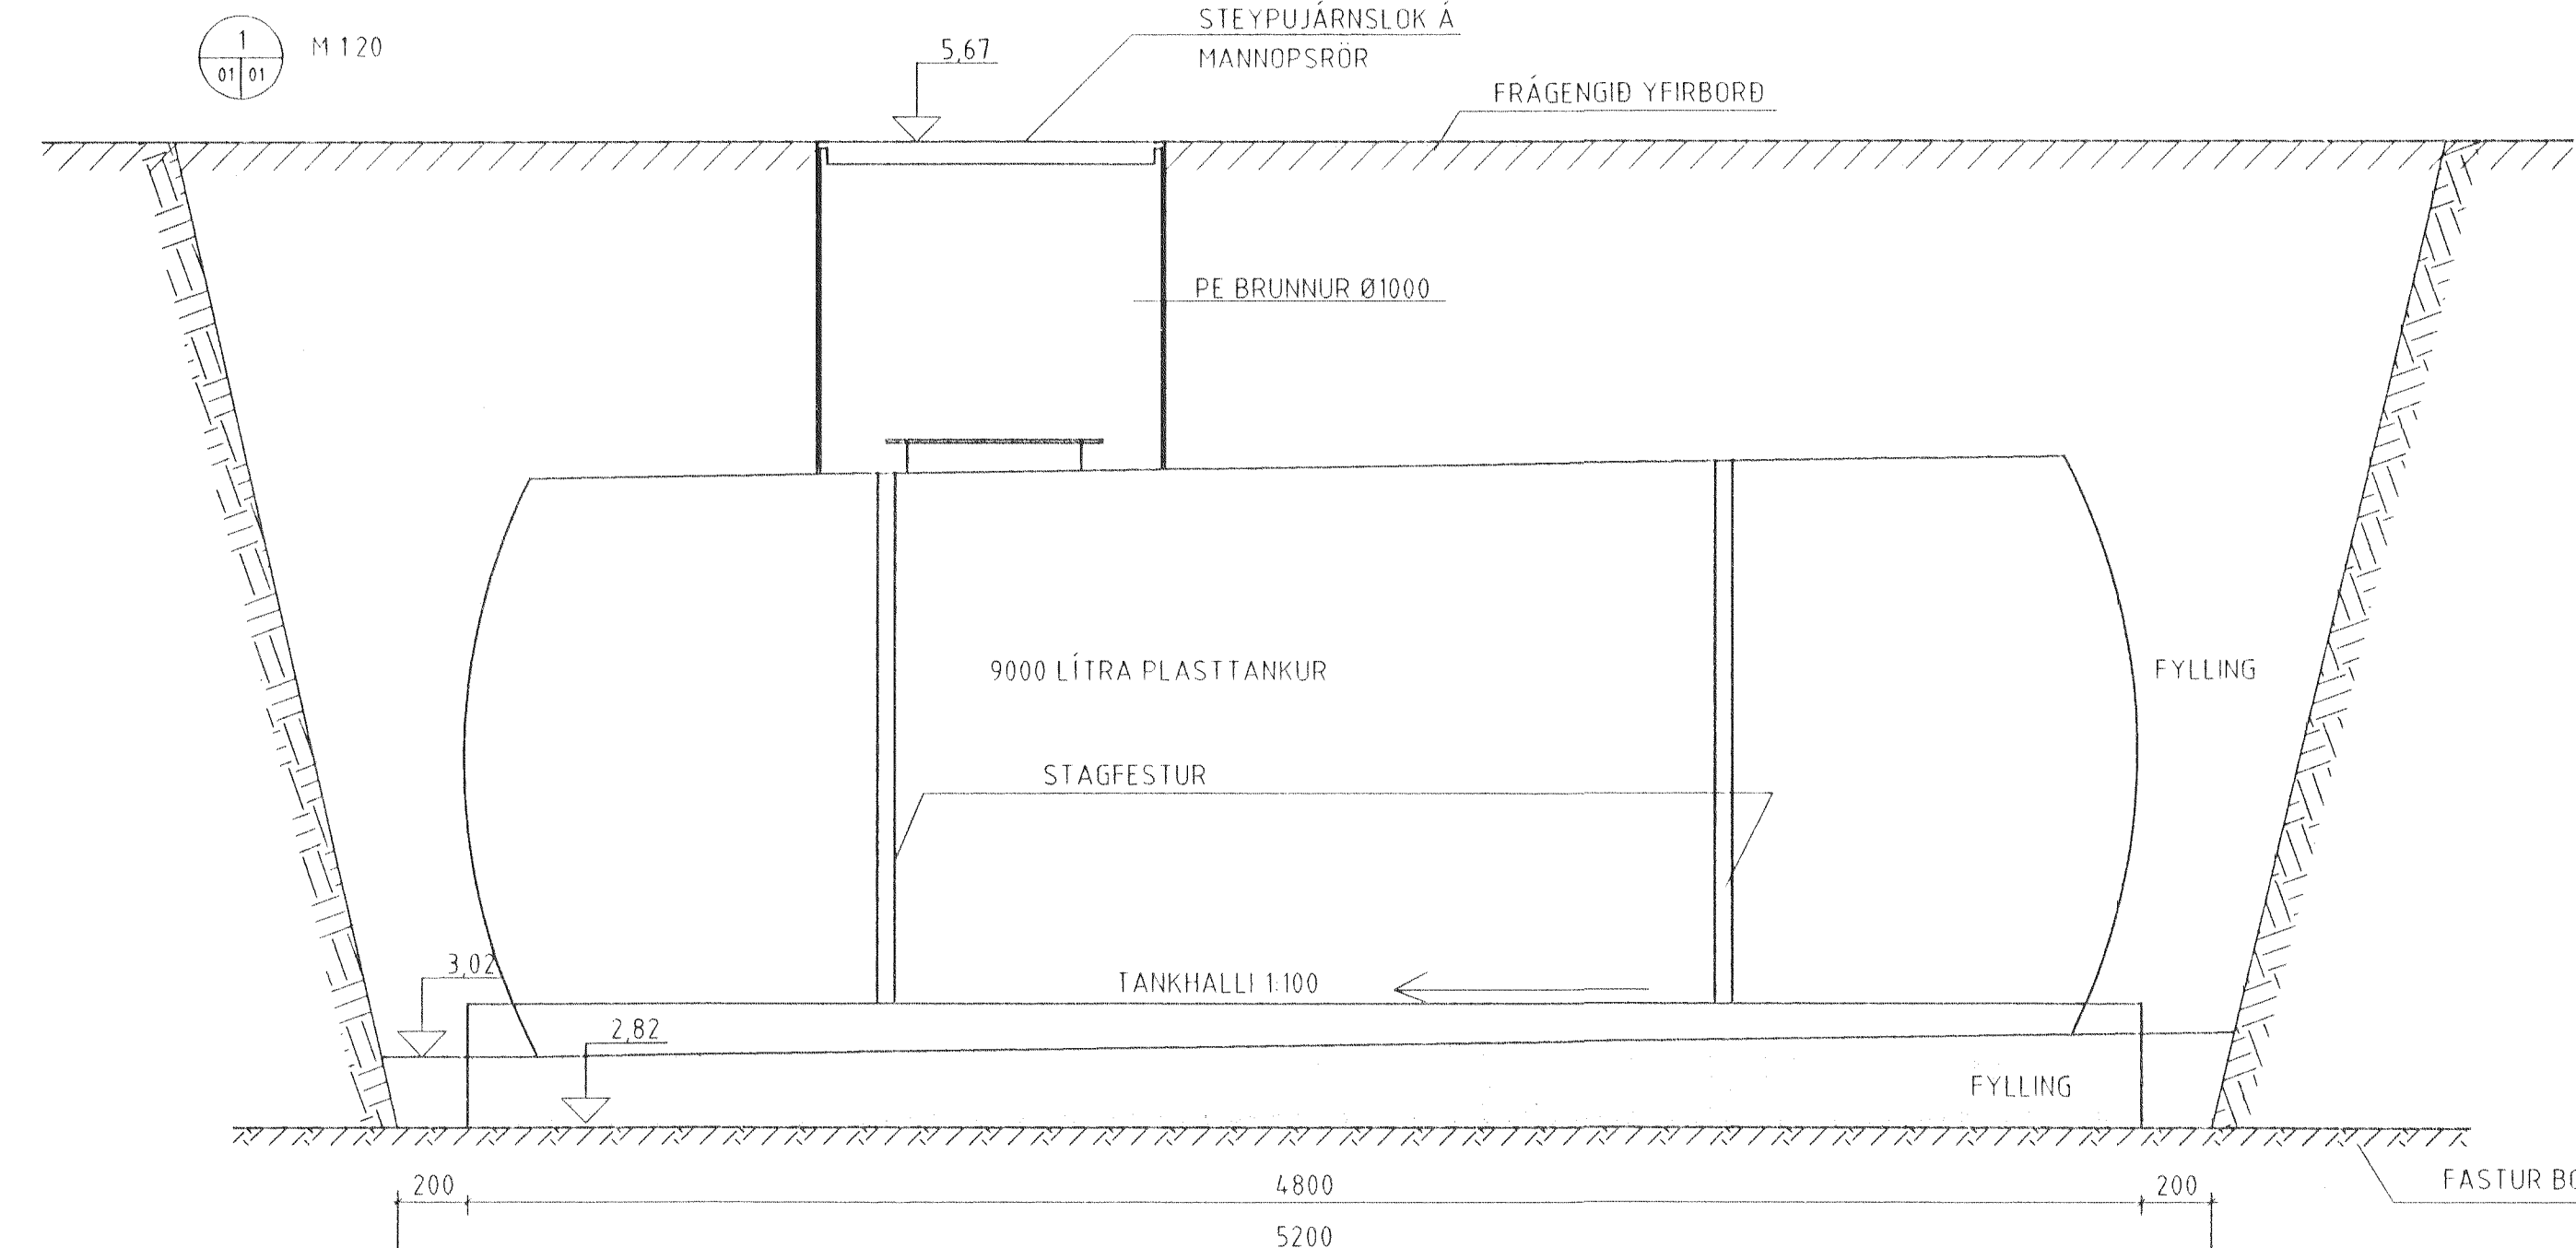 1
01 01
M 1:20
STEYPUJÁRNSLOK Á
MANNOPSRÖR
5,67
FRÁGENGIÐ YFIRBORÐ
PE BRUNNUR Ø1000
9000 LÍTRA PLASTTANKUR
FYLLING
STAGFESTUR
3,02
TANKHALLI 1:100
2,82
FYLLING
FASTUR
200
4800
200
5200